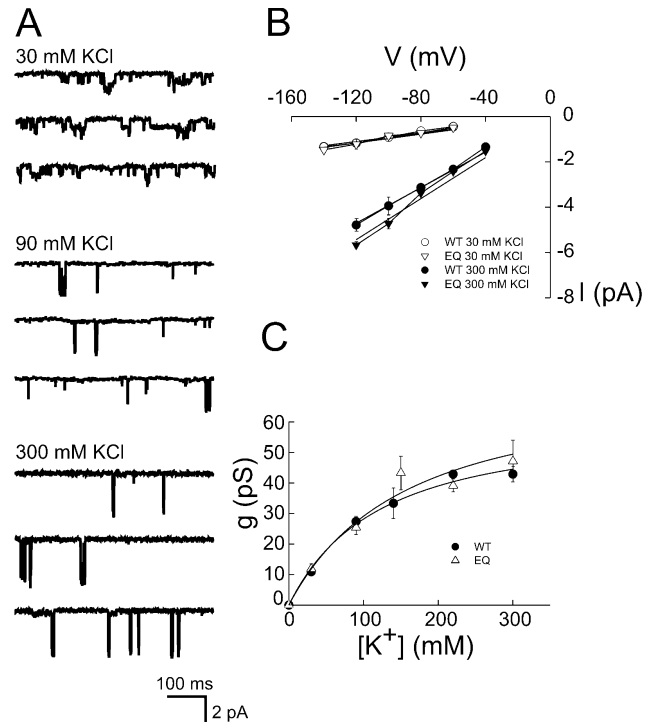 A
30 mM KCl
90 mM KCl
300 mM KCl
100 ms
2 pA
B
V (mV)
-160 -120 -80 -40 0
0
-2
-4
-6
-8
I (pA)
WT 30 mM KCl
EQ 30 mM KCl
WT 300 mM KCl
EQ 300 mM KCl
C
60
50
40
30
20
10
0
g (pS)
WT
EQ
0 100 200 300
[K+] (mM)